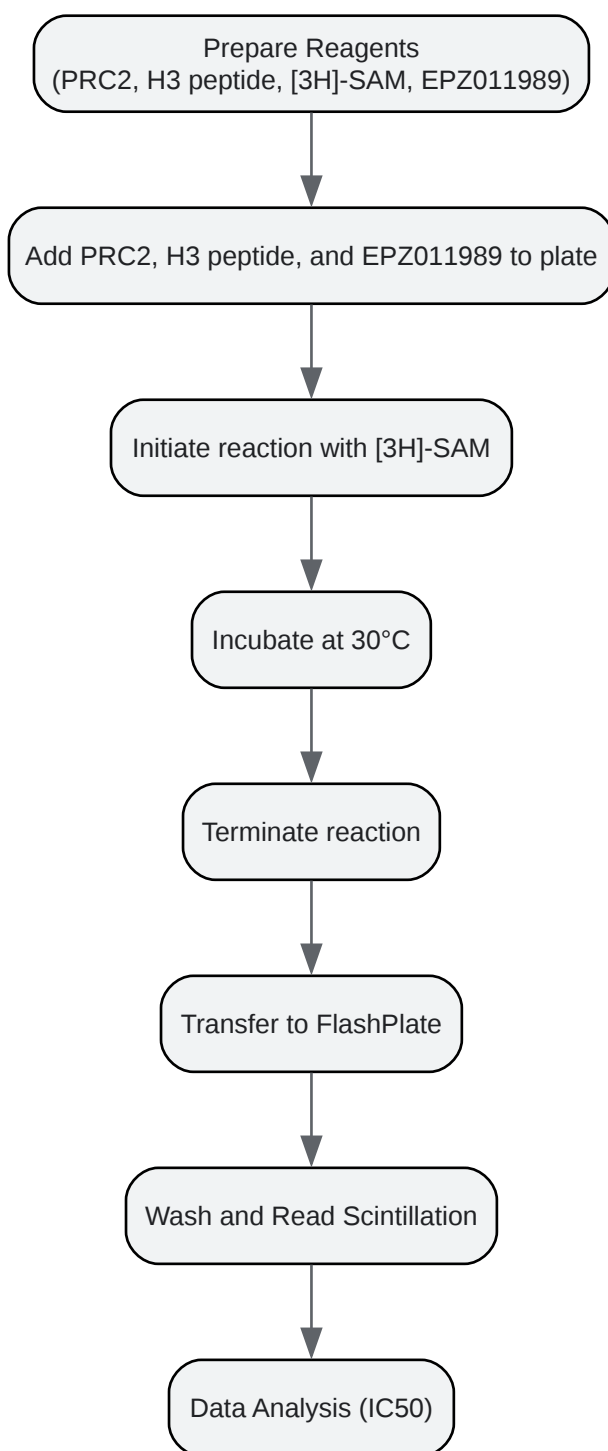 Prepare Reagents
(PRC2, H3 peptide, [3H]-SAM, EPZ011989)
Add PRC2, H3 peptide, and EPZ011989 to plate
Initiate reaction with [3H]-SAM
Incubate at 30°C
Terminate reaction
Transfer to FlashPlate
Wash and Read Scintillation
Data Analysis (IC50)